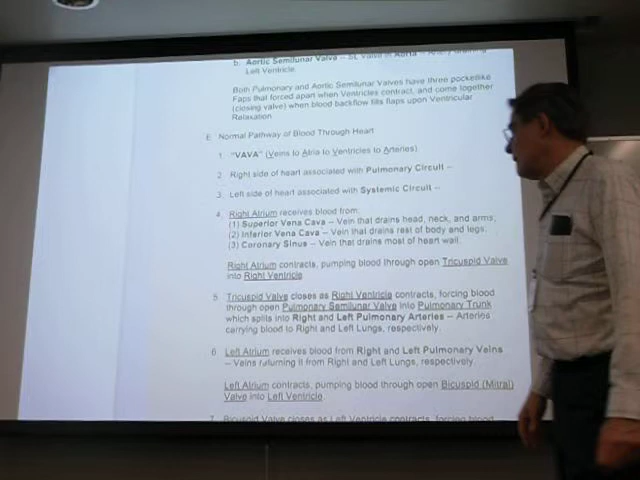 b. Aortic Semilunar Valve – SL Valve in Aorta – Artery draining
Left Ventricle.
Both Pulmonary and Aortic Semilunar Valves have three pocketlike
Flaps that forced apart when Ventricles contract, and come together
(closing valve) when blood backflow fills flaps upon Ventricular
Relaxation
E. Normal Pathway of Blood Through Heart
1. "VAVA" (Veins to Atria to Ventricles to Arteries)
2. Right side of heart associated with Pulmonary Circuit –
3. Left side of heart associated with Systemic Circuit –
4. Right Atrium receives blood from:
(1) Superior Vena Cava – Vein that drains head, neck, and arms;
(2) Inferior Vena Cava – Vein that drains rest of body and legs;
(3) Coronary Sinus – Vein that drains most of heart wall.
Right Atrium contracts, pumping blood through open Tricuspid Valve
into Right Ventricle.
5. Tricuspid Valve closes as Right Ventricle contracts, forcing blood
through open Pulmonary Semilunar Valve into Pulmonary Trunk
which splits into Right and Left Pulmonary Arteries – Arteries
carrying blood to Right and Left Lungs, respectively.
6. Left Atrium receives blood from Right and Left Pulmonary Veins
– Veins returning it from Right and Left Lungs, respectively.
Left Atrium contracts, pumping blood through open Bicuspid (Mitral)
Valve into Left Ventricle.
7. Bicuspid Valve closes as Left Ventricle contracts, forcing blood